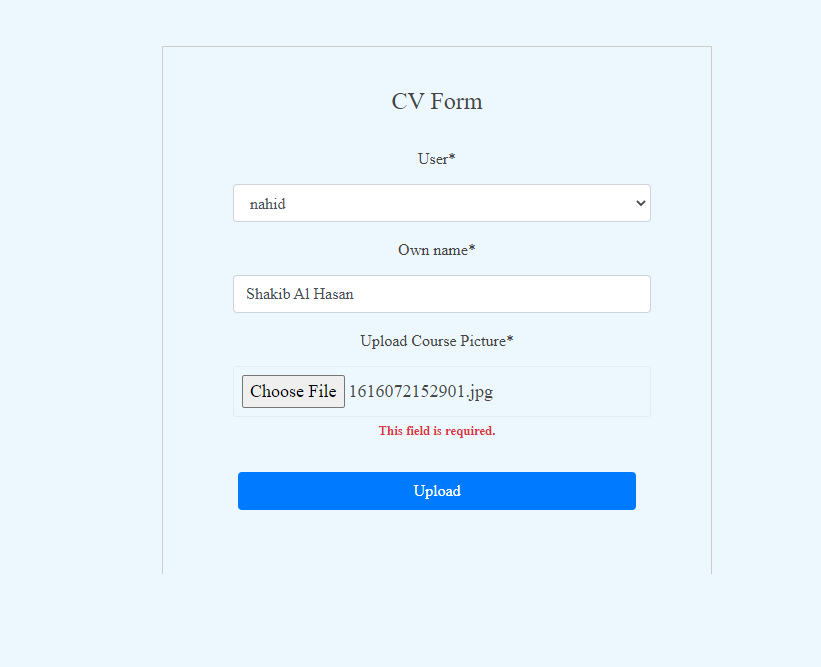 CV Form
User*
nahid
Own name*
Shakib Al Hasan
Upload Course Picture*
Choose File 1616072152901.jpg
This field is required.
Upload